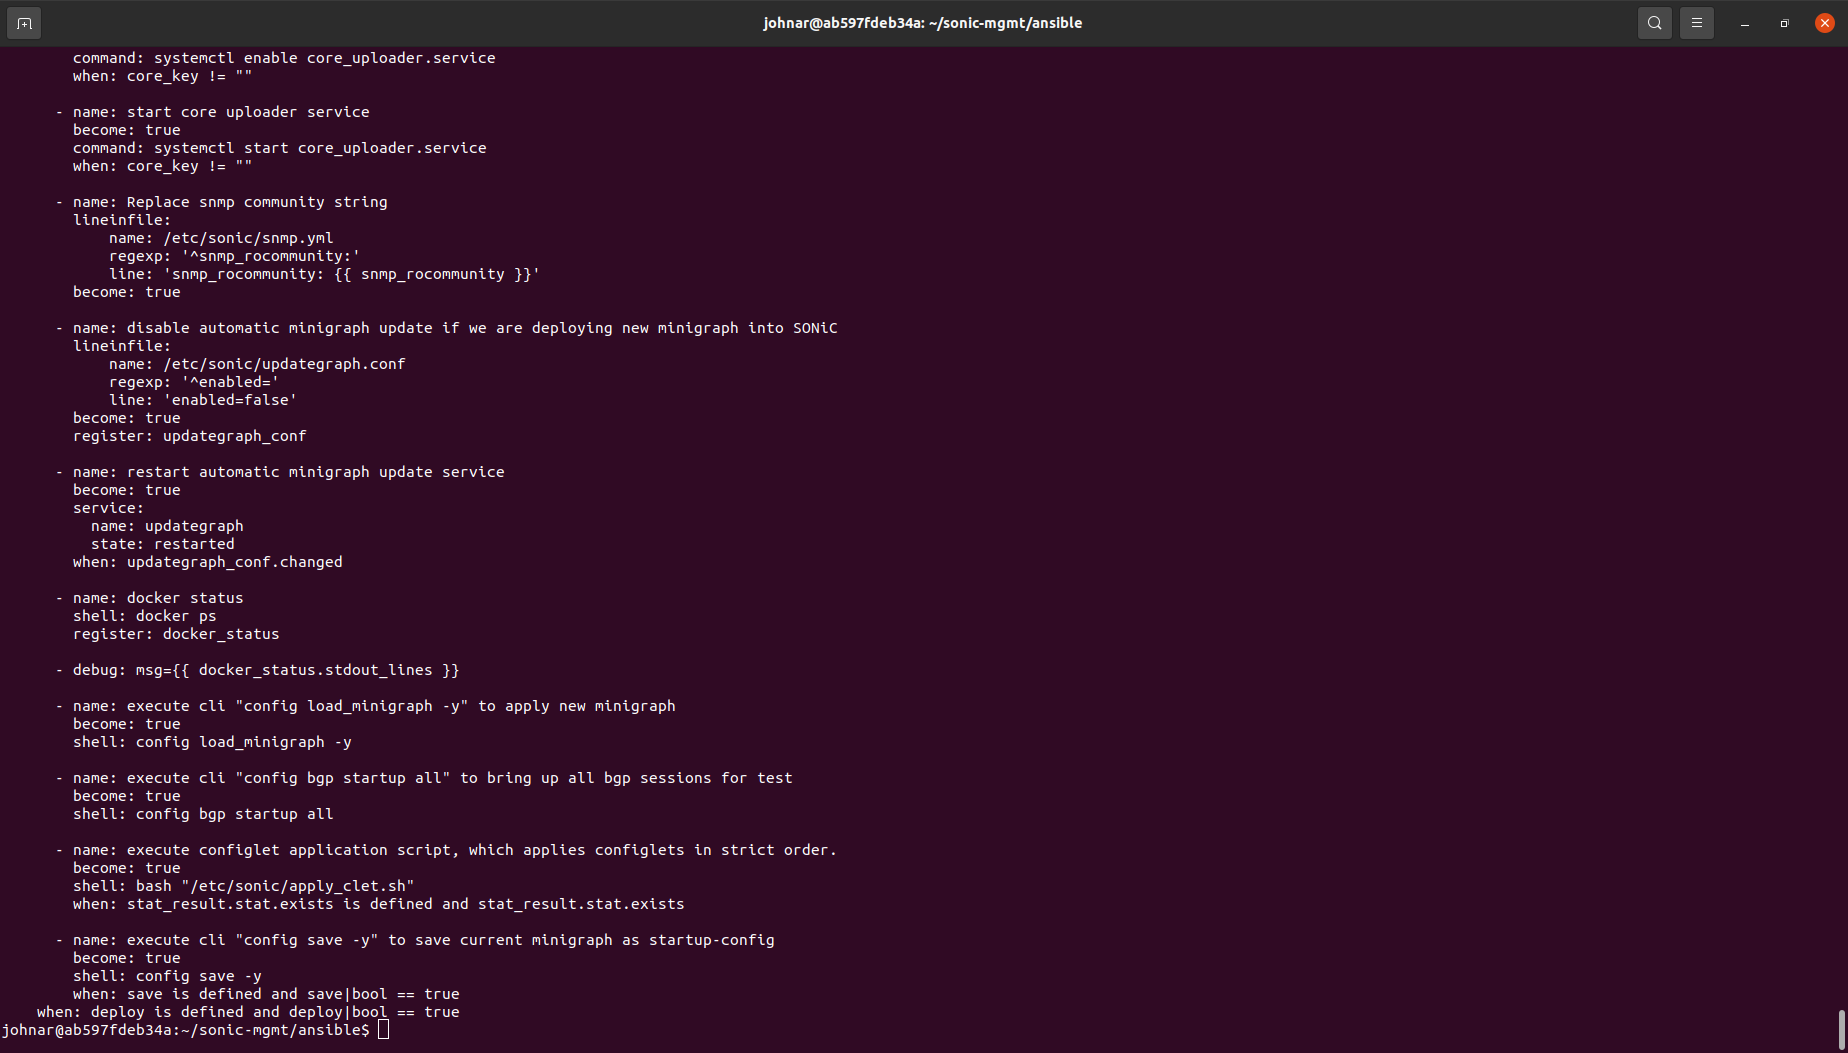 johnar@ab597fdeb34a: ~/sonic-mgmt/ansible
command: systemctl enable core_uploader.service
when: core_key != ""
- name: start core uploader service
become: true
command: systemctl start core_uploader.service
when: core_key != ""
- name: Replace snmp community string
lineinfile:
name: /etc/sonic/snmp.yml
regexp: '^snmp_rocommunity:'
line: 'snmp_rocommunity: {{ snmp_rocommunity }}'
become: true
- name: disable automatic minigraph update if we are deploying new minigraph into SONiC
lineinfile:
name: /etc/sonic/updategraph.conf
regexp: '^enabled='
line: 'enabled=false'
become: true
register: updategraph_conf
- name: restart automatic minigraph update service
become: true
service:
name: updategraph
state: restarted
when: updategraph_conf.changed
- name: docker status
shell: docker ps
register: docker_status
- debug: msg={{ docker_status.stdout_lines }}
- name: execute cli "config load_minigraph -y" to apply new minigraph
become: true
shell: config load_minigraph -y
- name: execute cli "config bgp startup all" to bring up all bgp sessions for test
become: true
shell: config bgp startup all
- name: execute configlet application script, which applies configlets in strict order.
become: true
shell: bash "/etc/sonic/apply_clet.sh"
when: stat_result.stat.exists is defined and stat_result.stat.exists
- name: execute cli "config save -y" to save current minigraph as startup-config
become: true
shell: config save -y
when: save is defined and save|bool == true
when: deploy is defined and deploy|bool == true
johnar@ab597fdeb34a:~/sonic-mgmt/ansible$